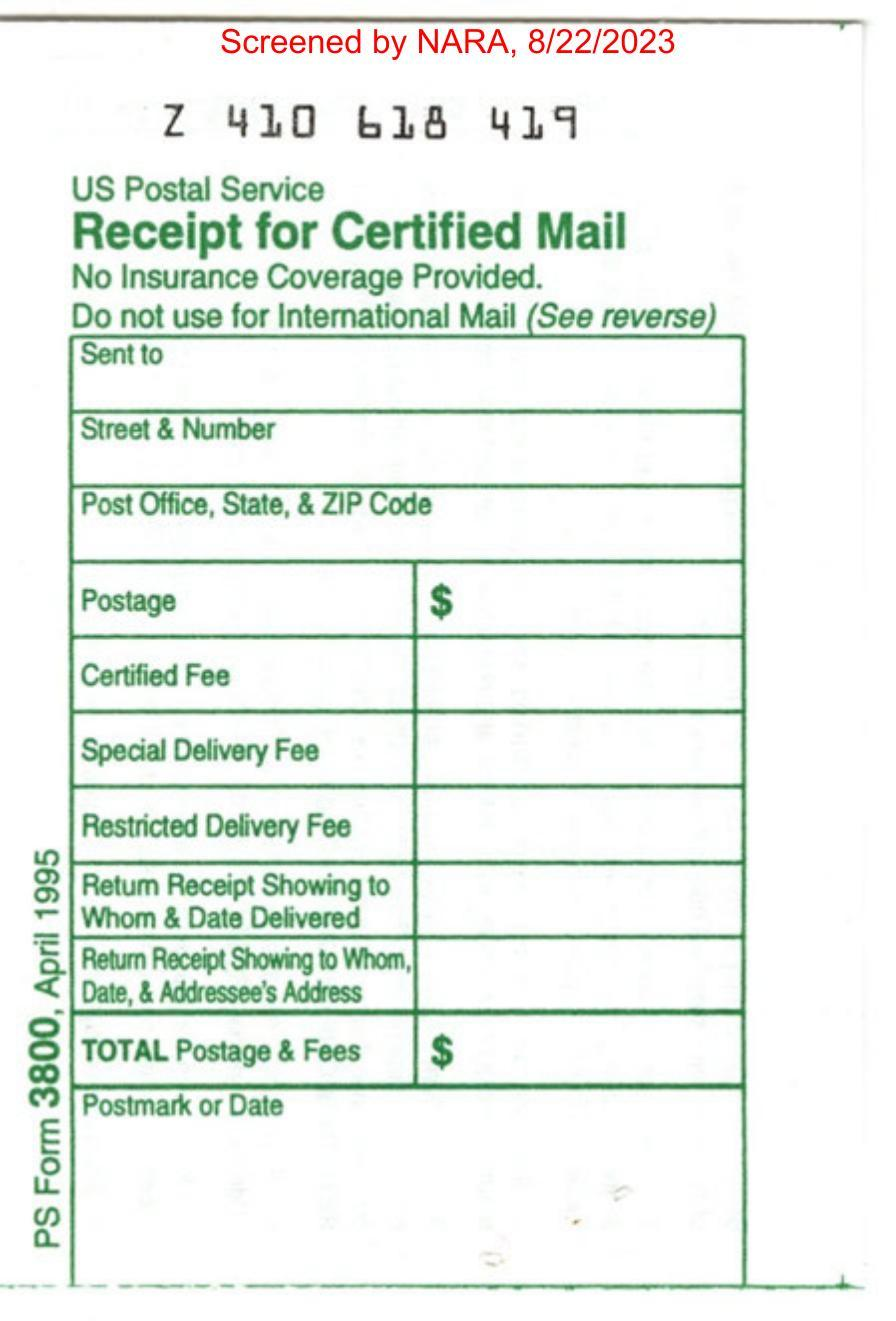 Screened by NARA, 8/22/2023
Z 410 618 419
US Postal Service
Receipt for Certified Mail
No Insurance Coverage Provided.
Do not use for International Mail (See reverse)
Sent to
Street & Number
Post Office, State, & ZIP Code
Postage $
Certified Fee
Special Delivery Fee
Restricted Delivery Fee
Return Receipt Showing to
Whom & Date Delivered
Return Receipt Showing to Whom,
Date, & Addressee's Address
TOTAL Postage & Fees $
Postmark or Date
PS Form 3800, April 1995